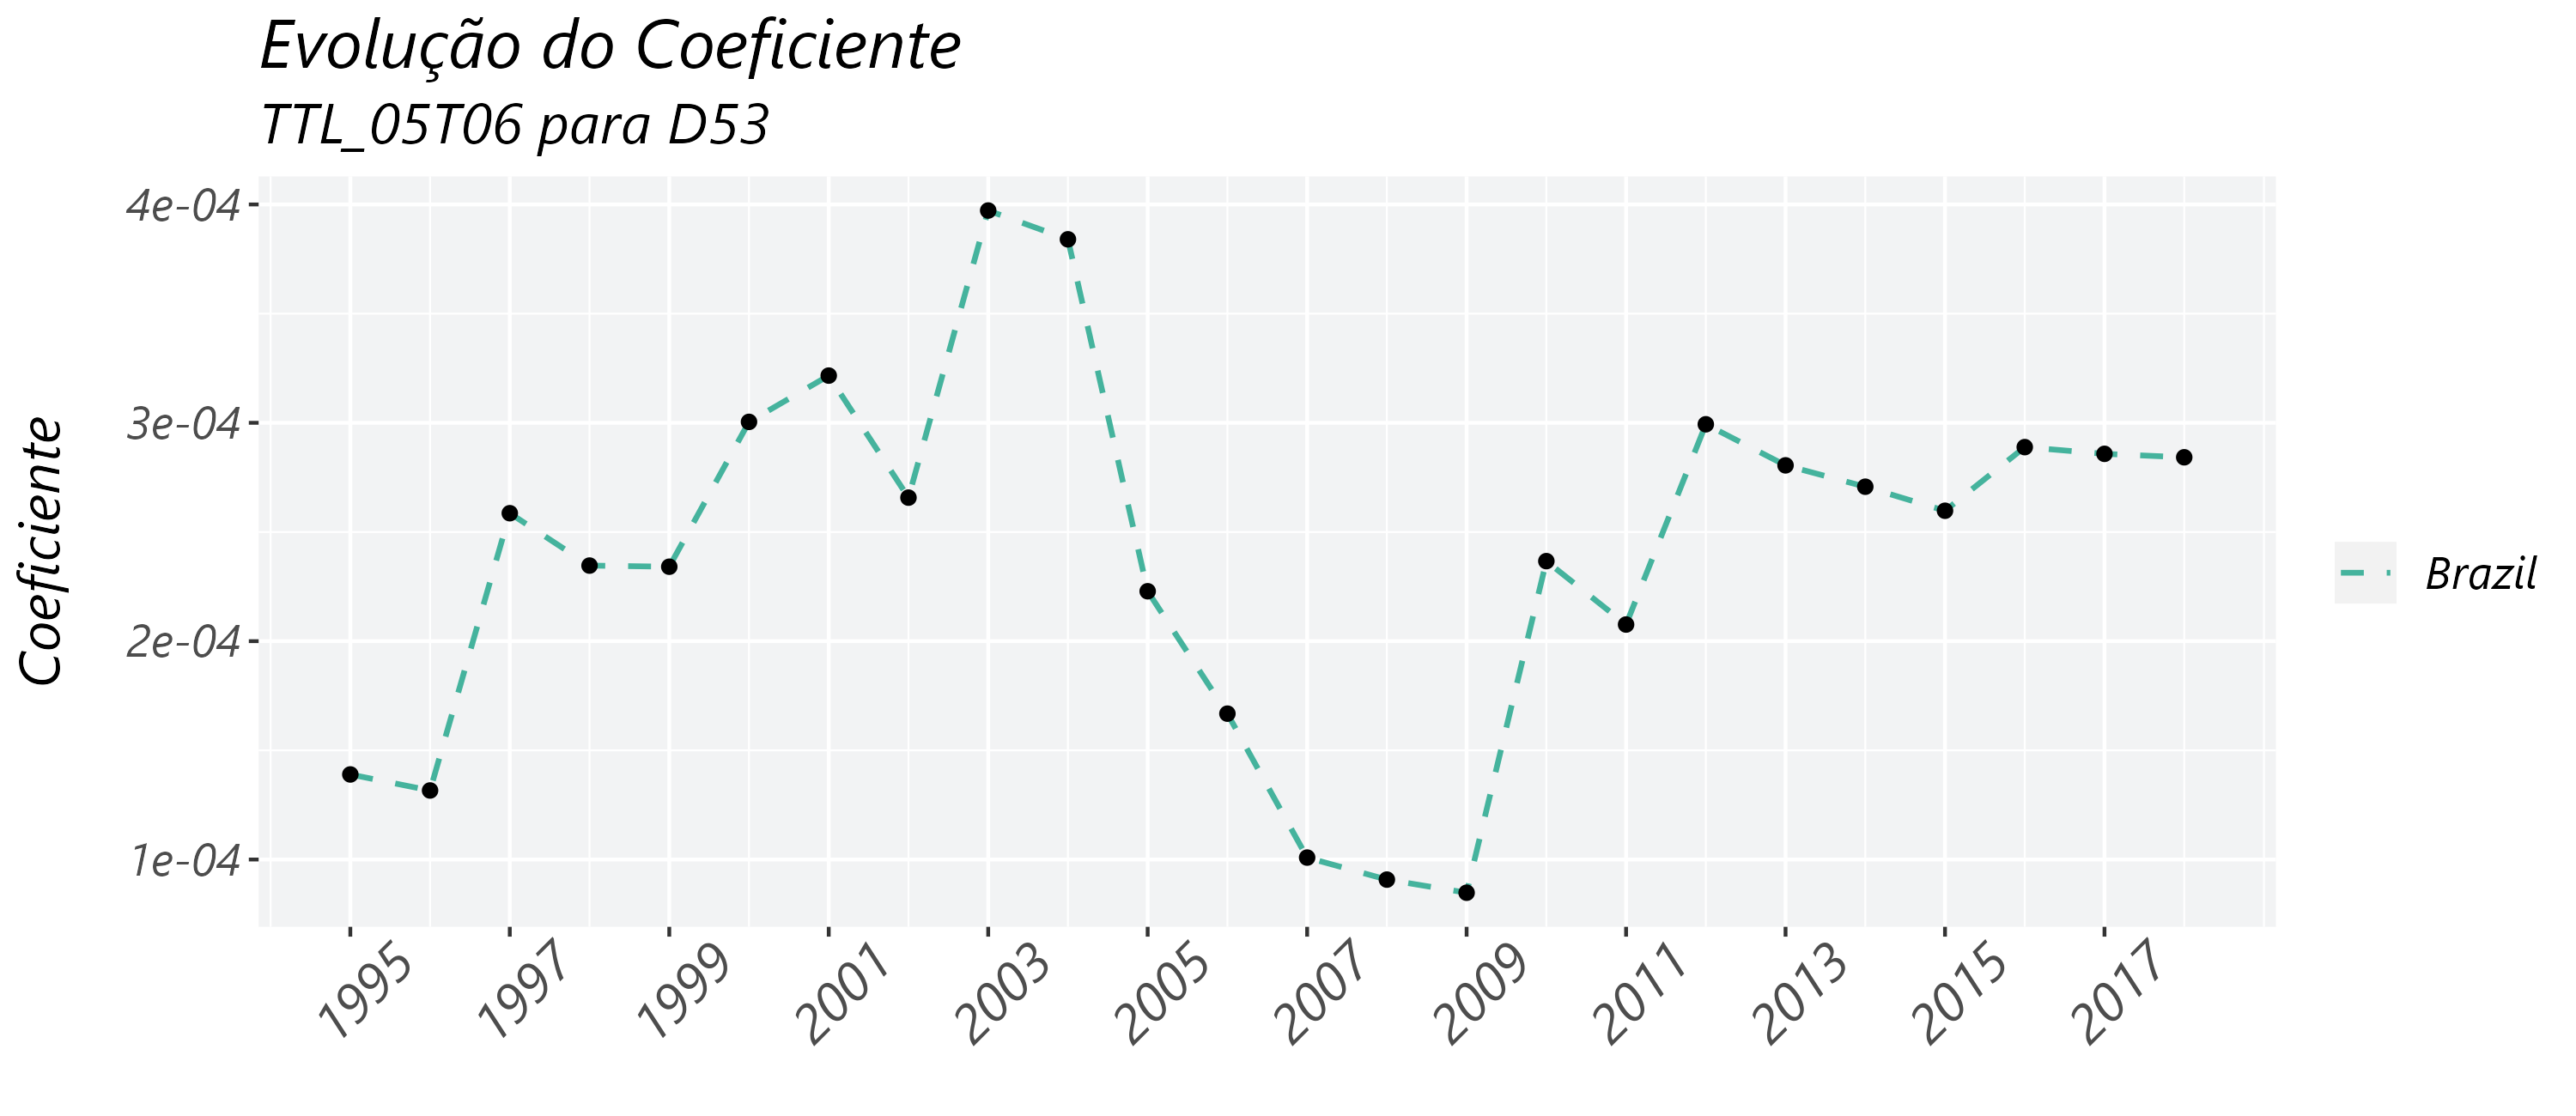 Evolução do Coeficiente
TTL_05T06 para D53
Coeficiente
4e-04
3e-04
2e-04
1e-04
1995
1997
1999
2001
2003
2005
2007
2009
2011
2013
2015
2017
Brazil